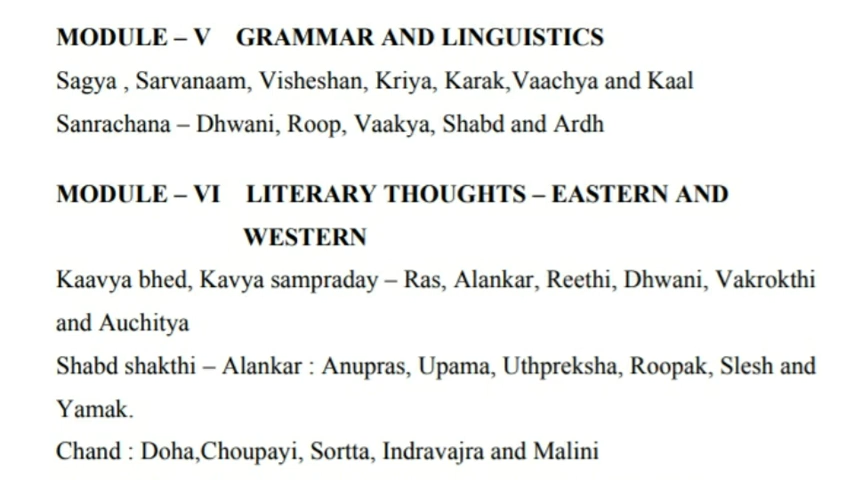 MODULE – V GRAMMAR AND LINGUISTICS
Sagya , Sarvanaam, Visheshan, Kriya, Karak,Vaachya and Kaal
Sanrachana – Dhwani, Roop, Vaakya, Shabd and Ardh
MODULE – VI LITERARY THOUGHTS – EASTERN AND
WESTERN
Kaavya bhed, Kavya sampraday – Ras, Alankar, Reethi, Dhwani, Vakrokthi
and Auchitya
Shabd shakthi – Alankar : Anupras, Upama, Uthpreksha, Roopak, Slesh and
Yamak.
Chand : Doha,Choupayi, Sortta, Indravajra and Malini